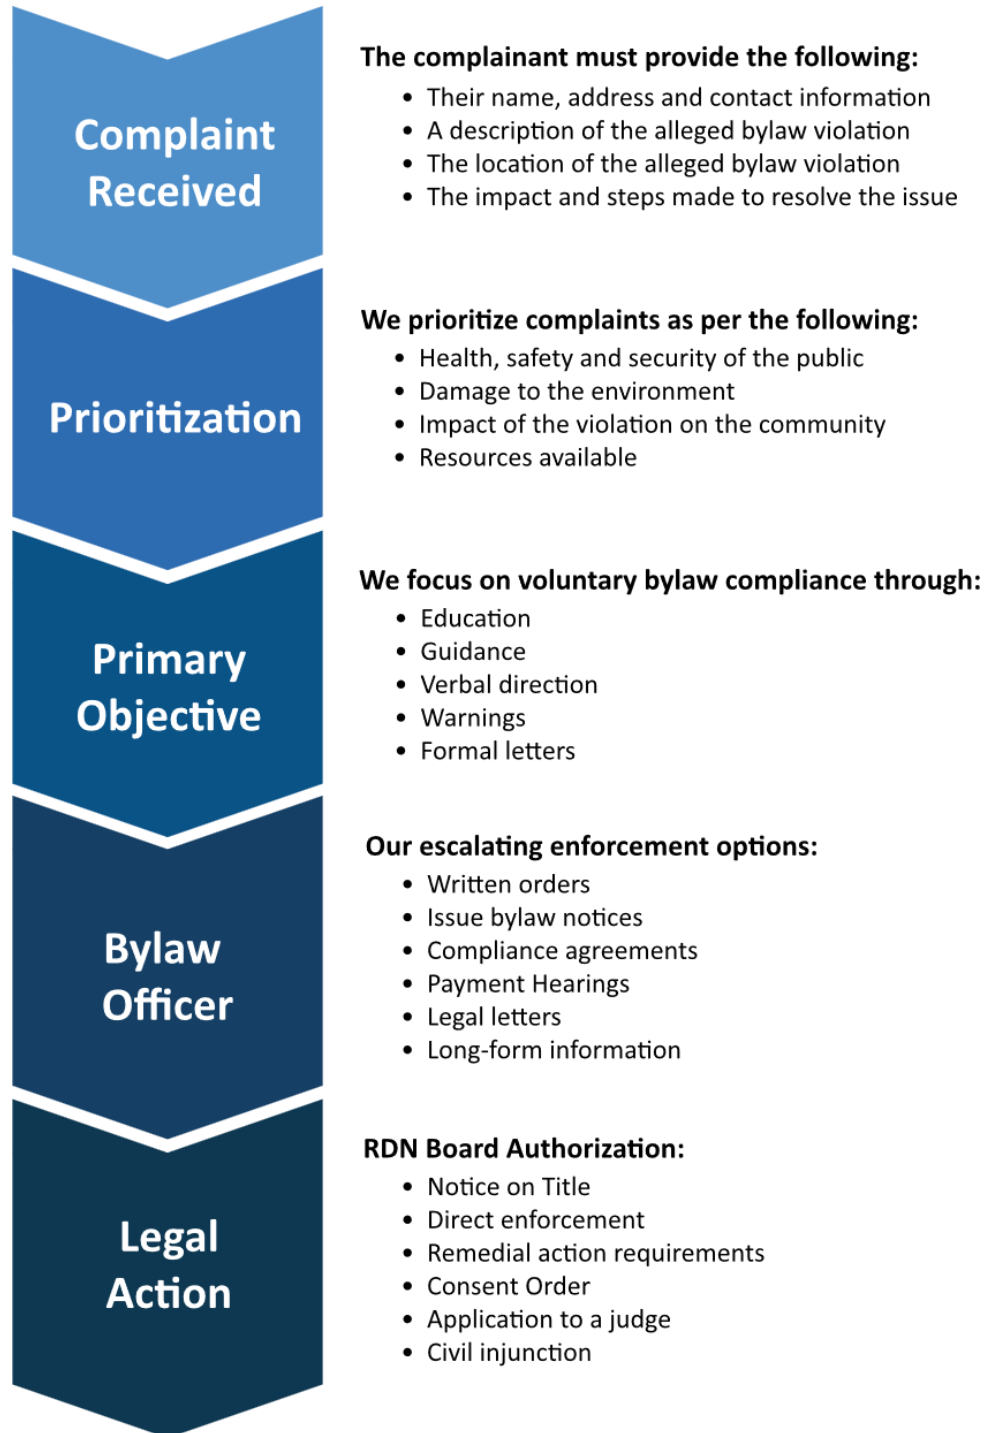 Complaint
Received
The complainant must provide the following:
• Their name, address and contact information
• A description of the alleged bylaw violation
• The location of the alleged bylaw violation
• The impact and steps made to resolve the issue
Prioritization
We prioritize complaints as per the following:
• Health, safety and security of the public
• Damage to the environment
• Impact of the violation on the community
• Resources available
Primary
Objective
We focus on voluntary bylaw compliance through:
• Education
• Guidance
• Verbal direction
• Warnings
• Formal letters
Bylaw
Officer
Our escalating enforcement options:
• Written orders
• Issue bylaw notices
• Compliance agreements
• Payment Hearings
• Legal letters
• Long-form information
Legal
Action
RDN Board Authorization:
• Notice on Title
• Direct enforcement
• Remedial action requirements
• Consent Order
• Application to a judge
• Civil injunction